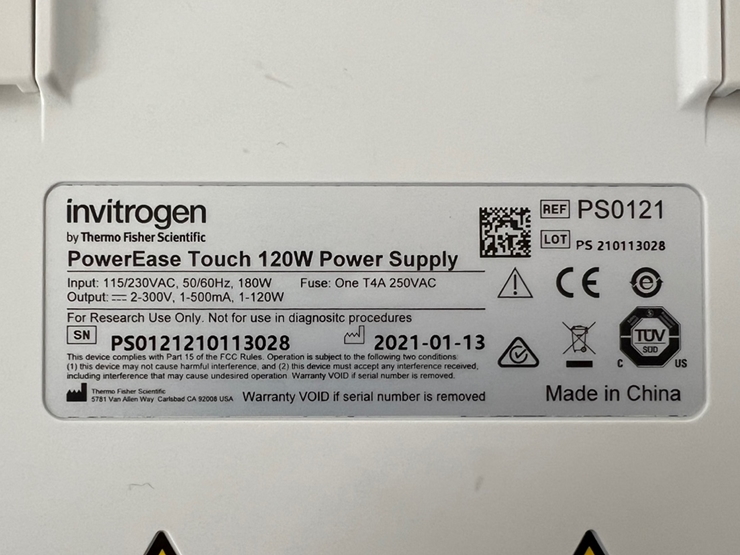 invitrogen
by Thermo Fisher Scientific
PowerEase Touch 120W Power Supply
Input: 115/230VAC, 50/60Hz, 180W Fuse: One T4A 250VAC
Output: ⎓ 2-300V, 1-500mA, 1-120W
For Research Use Only. Not for use in diagnositc procedures
SN PS0121210113028 2021-01-13
This device complies with Part 15 of the FCC Rules. Operation is subject to the following two conditions:
(1) this device may not cause harmful interference, and (2) this device must accept any interference received,
including interference that may cause undesired operation. Warranty VOID if serial number is removed.
Thermo Fisher Scientific
5781 Van Allen Way Carlsbad CA 92008 USA Warranty VOID if serial number is removed
REF PS0121
LOT PS 210113028
CE e
TÜV
SÜD
C US
Made in China